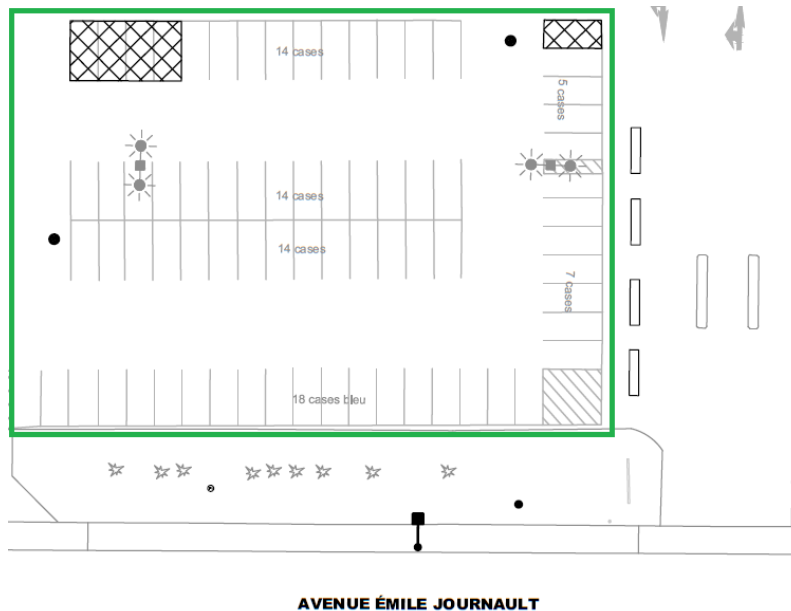 14 cases
5 cases
14 cases
14 cases
7 cases
18 cases bleu
AVENUE ÉMILE JOURNAULT